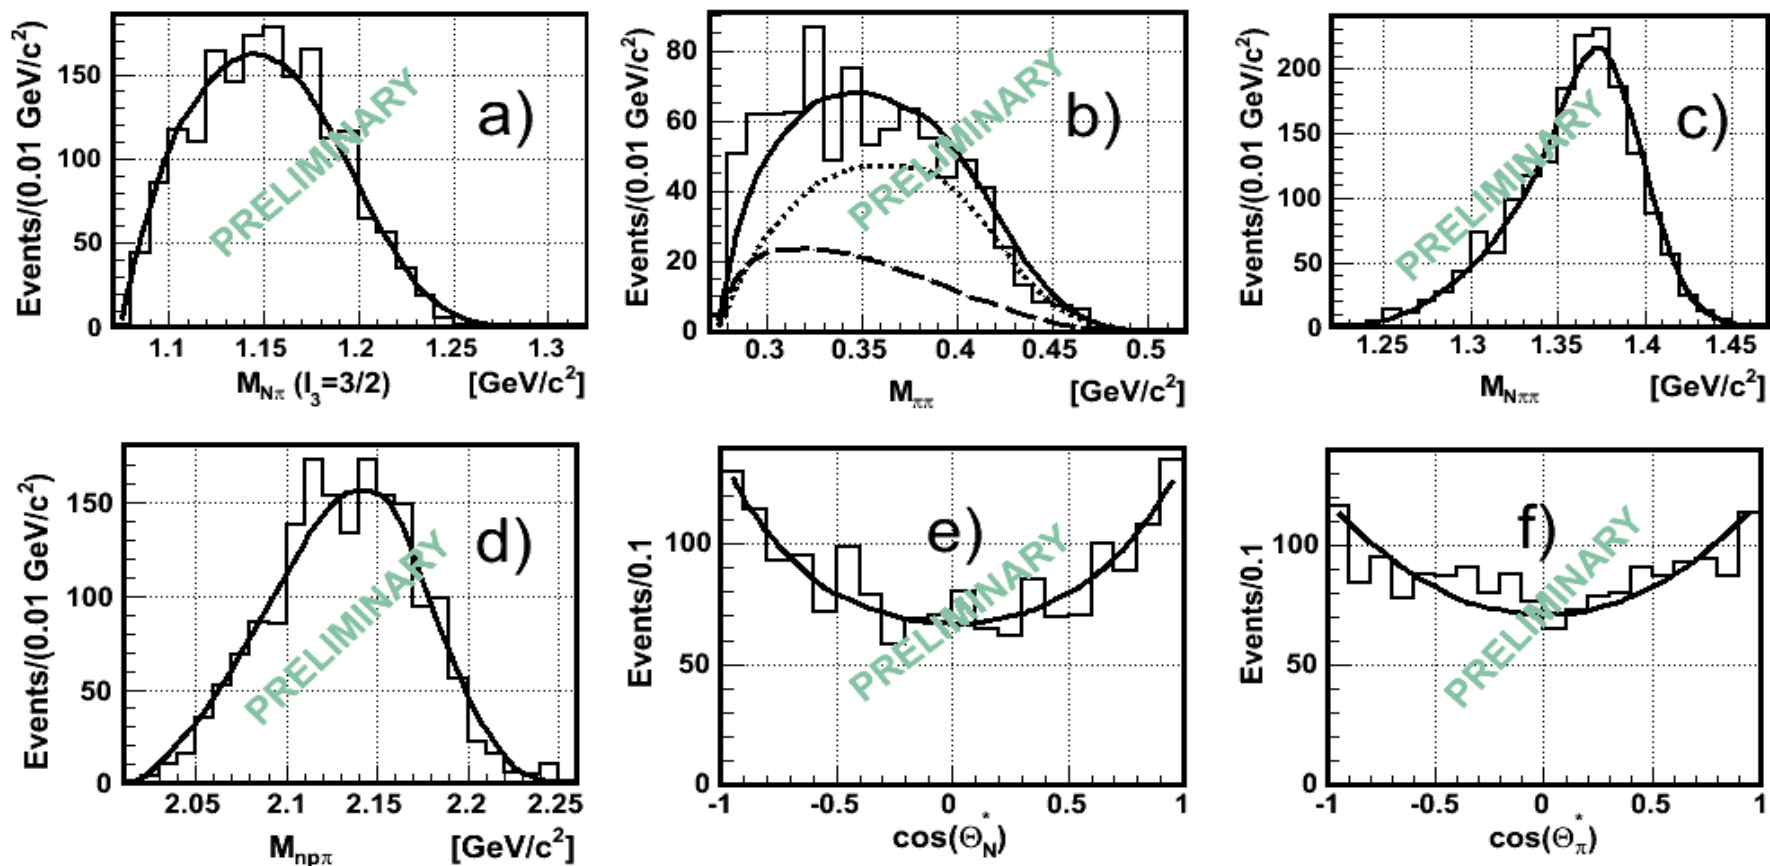 Events/(0.01 GeV/c²)
150
100
50
0
a)
PRELIMINARY
1.1 1.15 1.2 1.25 1.3
M_Nπ (I_3=3/2) [GeV/c²]
Events/(0.01 GeV/c²)
80
60
40
20
0
b)
PRELIMINARY
0.3 0.35 0.4 0.45 0.5
M_ππ [GeV/c²]
Events/(0.01 GeV/c²)
200
150
100
50
0
c)
PRELIMINARY
1.25 1.3 1.35 1.4 1.45
M_Nππ [GeV/c²]
Events/(0.01 GeV/c²)
150
100
50
0
d)
PRELIMINARY
2.05 2.1 2.15 2.2 2.25
M_npπ [GeV/c²]
Events/0.1
100
50
0
e)
PRELIMINARY
-1 -0.5 0 0.5 1
cos(Θ*_N)
Events/0.1
100
50
0
f)
PRELIMINARY
-1 -0.5 0 0.5 1
cos(Θ*_π)